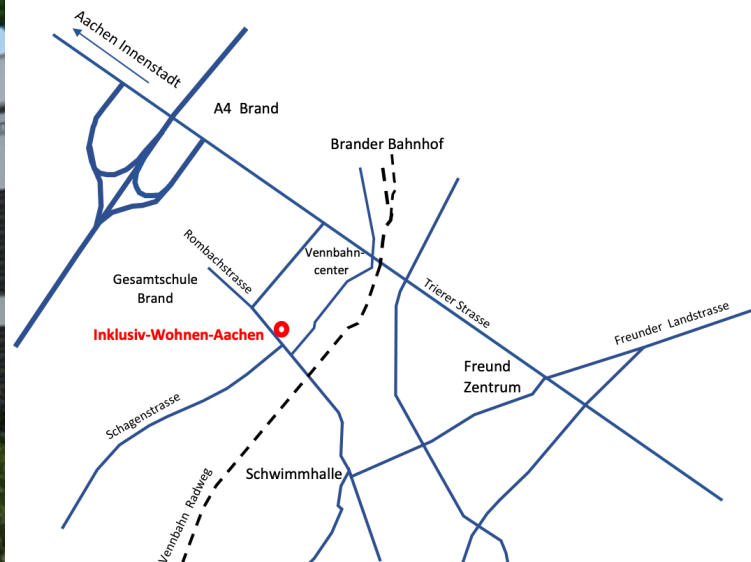 Aachen Innenstadt
A4 Brand
Brander Bahnhof
Rombachstrasse
Vennbahn-
center
Gesamtschule
Brand
Trierer Strasse
Inklusiv-Wohnen-Aachen
Freunder Landstrasse
Freund
Zentrum
Schagenstrasse
Schwimmhalle
Vennbahn Radweg